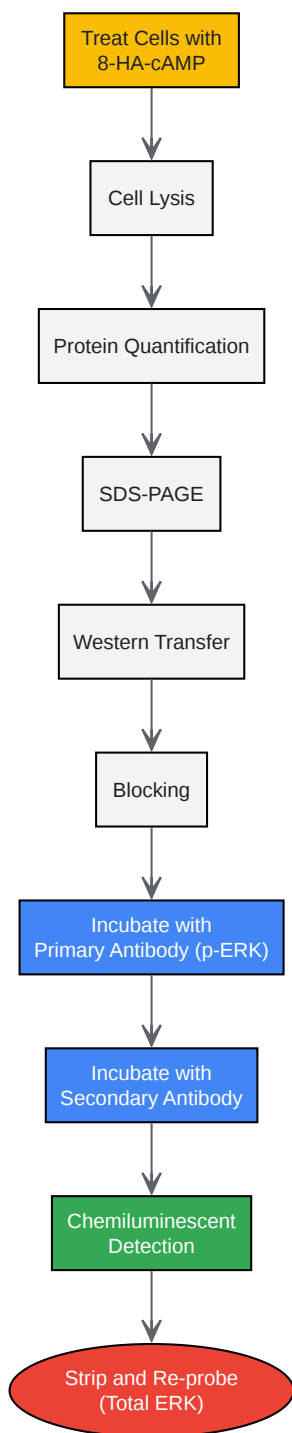 Treat Cells with
8-HA-cAMP
Cell Lysis
Protein Quantification
SDS-PAGE
Western Transfer
Blocking
Incubate with
Primary Antibody (p-ERK)
Incubate with
Secondary Antibody
Chemiluminescent
Detection
Strip and Re-probe
(Total ERK)